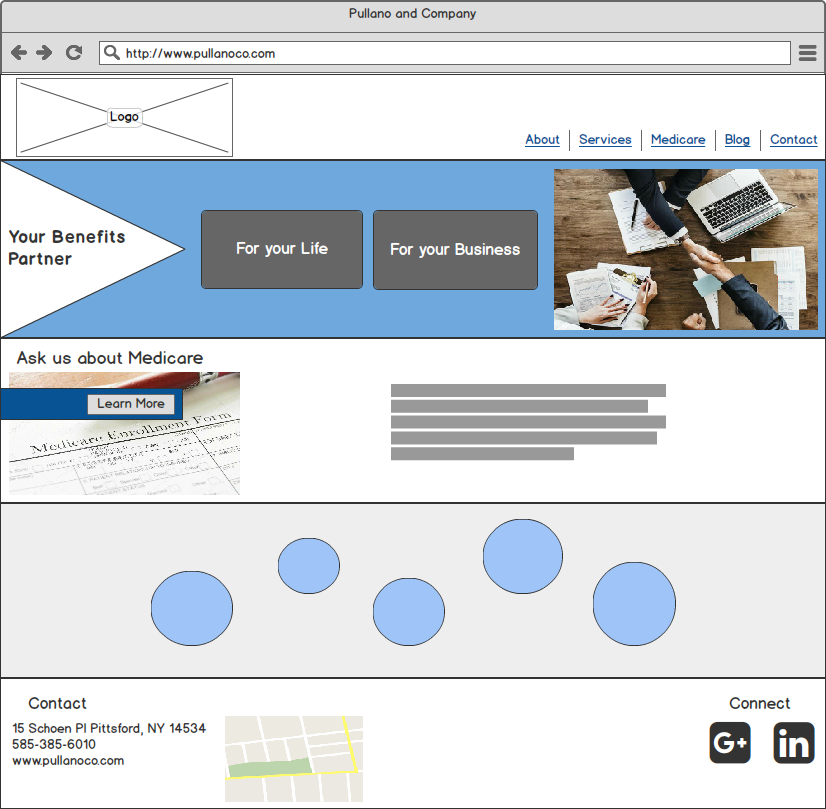 Pullano and Company
http://www.pullanoco.com
Logo
About
Services
Medicare
Blog
Contact
Your Benefits
Partner
For your Life
For your Business
Ask us about Medicare
Learn More
Medicare Enrollment Form
Contact
15 Schoen Pl Pittsford, NY 14534
585-385-6010
www.pullanoco.com
Connect
G+
in